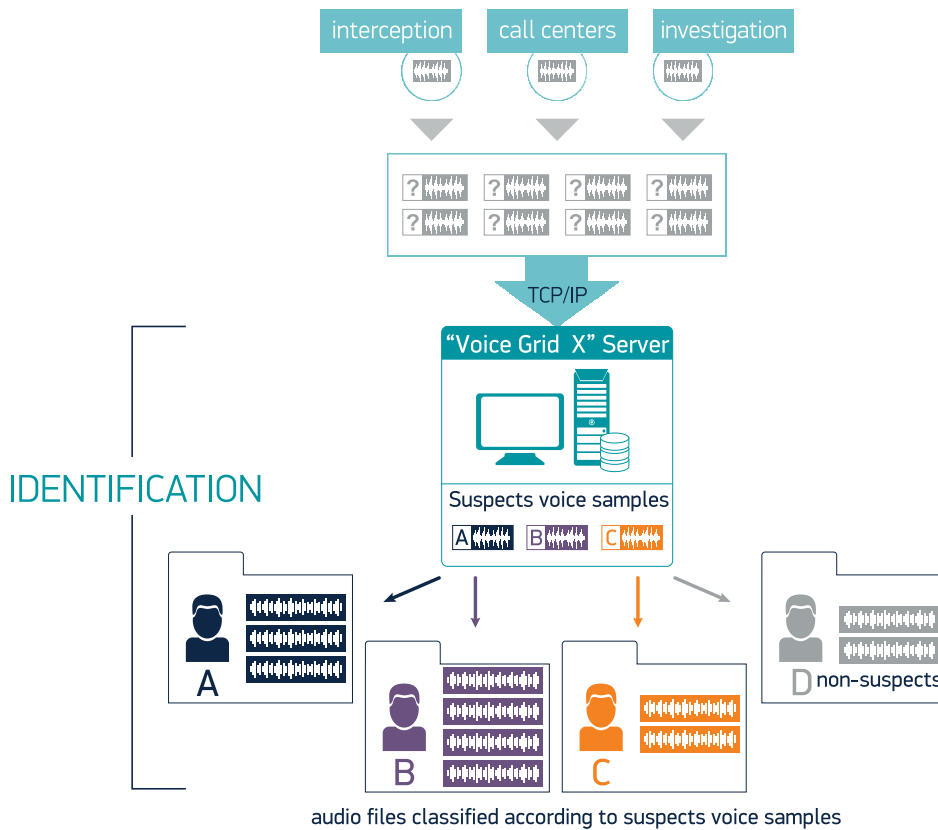 interception
call centers
investigation
? ? ? ?
? ? ? ?
TCP/IP
“Voice Grid X” Server
IDENTIFICATION
Suspects voice samples
A B C
A
D non-suspects
B
C
audio files classified according to suspects voice samples